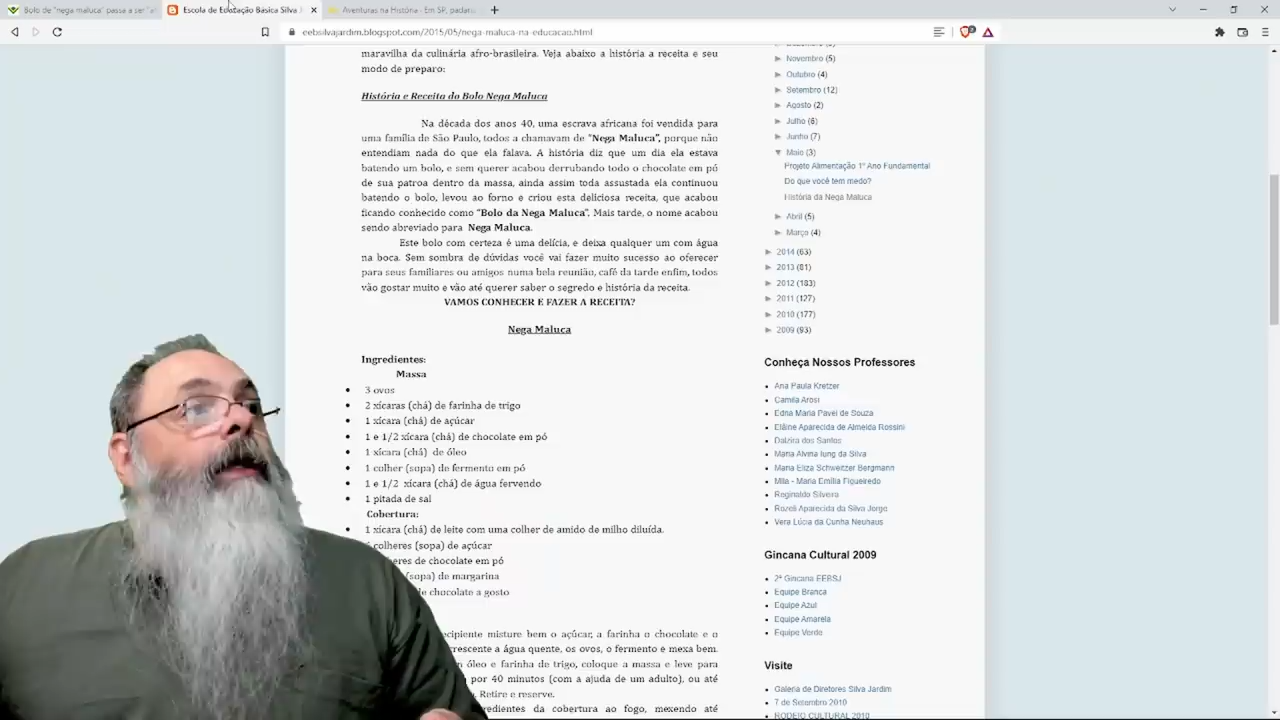 Bolo de "nega maluca" passa a ser
Escola de Educação Básica Silva J
Aventuras na História - Em SP, padaria
eebsilvajardim.blogspot.com/2015/05/nega-maluca-na-educacao.html
maravilha da culinária afro-brasileira. Veja abaixo a história a receita e seu
modo de preparo:
História e Receita do Bolo Nega Maluca
Na década dos anos 40, uma escrava africana foi vendida para
uma família de São Paulo, todos a chamavam de "Nega Maluca", porque não
entendiam nada do que ela falava. A história diz que um dia ela estava
batendo um bolo, e sem querer acabou derrubando todo o chocolate em pó
de sua patroa dentro da massa, ainda assim toda assustada ela continuou
batendo o bolo, levou ao forno e criou esta deliciosa receita, que acabou
ficando conhecido como "Bolo da Nega Maluca". Mais tarde, o nome acabou
sendo abreviado para Nega Maluca.
Este bolo com certeza é uma delícia, e deixa qualquer um com água
na boca. Sem sombra de dúvidas você vai fazer muito sucesso ao oferecer
para seus familiares ou amigos numa bela reunião, café da tarde enfim, todos
vão gostar muito e vão até querer saber o segredo e história da receita.
VAMOS CONHECER E FAZER A RECEITA?
Nega Maluca
Ingredientes:
Massa
3 ovos
2 xícaras (chá) de farinha de trigo
1 xícara (chá) de açúcar
1 e 1/2 xícara (chá) de chocolate em pó
1 xícara (chá) de óleo
1 colher (sopa) de fermento em pó
1 e 1/2 xícara (chá) de água fervendo
1 pitada de sal
Cobertura:
1 xícara (chá) de leite com uma colher de amido de milho diluída.
colheres (sopa) de açúcar
de chocolate em pó
(sopa) de margarina
de chocolate a gosto
misture bem o açúcar, a farinha o chocolate e o
a água quente, os ovos, o fermento e mexa bem.
óleo e farinha de trigo, coloque a massa e leve para
por 40 minutos (com a ajuda de um adulto), ou até
Retire e reserve.
da cobertura ao fogo, mexendo até
Novembro (5)
Outubro (4)
Setembro (12)
Agosto (2)
Julho (6)
Junho (7)
Maio (3)
Projeto Alimentação 1° Ano Fundamental
Do que você tem medo?
História da Nega Maluca
Abril (5)
Março (4)
2014 (63)
2013 (81)
2012 (183)
2011 (127)
2010 (177)
2009 (93)
Conheça Nossos Professores
Ana Paula Kretzer
Camila Arosi
Edna Maria Pavei de Souza
Elãine Aparecida de Almeida Rossini
Dalzira dos Santos
Maria Alvina Iung da Silva
Maria Eliza Schweitzer Bergmann
Mila - Maria Emília Figueiredo
Reginaldo Silveira
Rozeli Aparecida da Silva Jorge
Vera Lúcia da Cunha Neuhaus
Gincana Cultural 2009
2ª Gincana EEBSJ
Equipe Branca
Equipe Azul
Equipe Amarela
Equipe Verde
Visite
Galeria de Diretores Silva Jardim
7 de Setembro 2010
RODEIO CULTURAL 2010